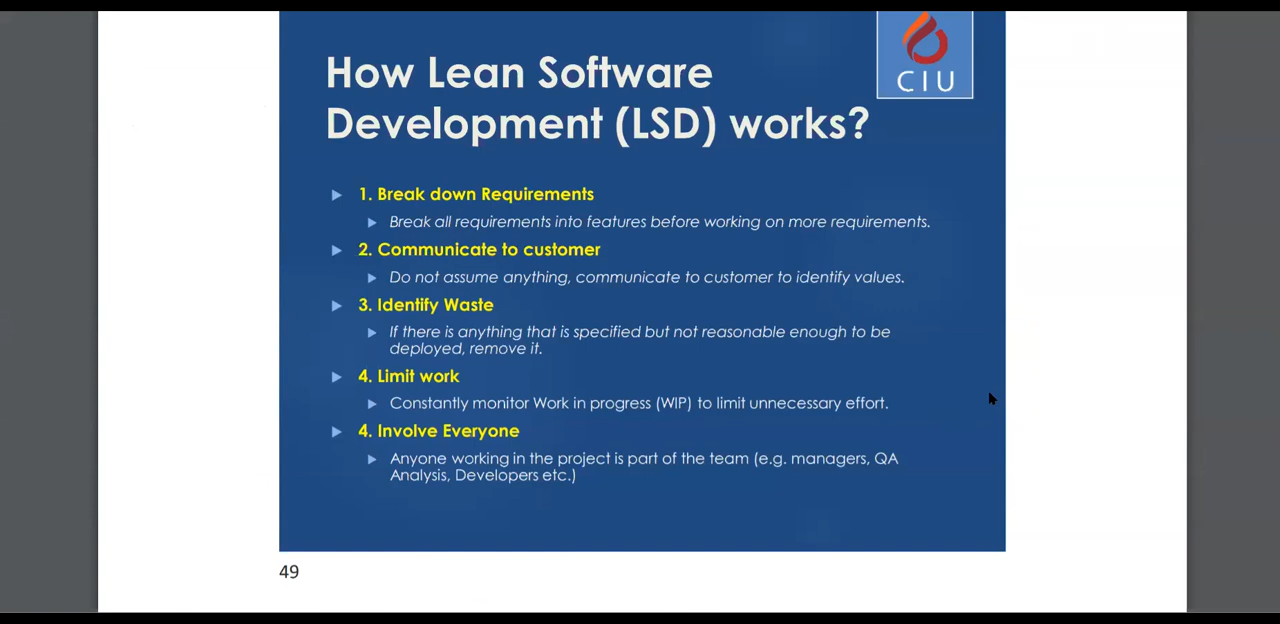 CIU
How Lean Software
Development (LSD) works?
1. Break down Requirements
Break all requirements into features before working on more requirements.
2. Communicate to customer
Do not assume anything, communicate to customer to identify values.
3. Identify Waste
If there is anything that is specified but not reasonable enough to be
deployed, remove it.
4. Limit work
Constantly monitor Work in progress (WIP) to limit unnecessary effort.
4. Involve Everyone
Anyone working in the project is part of the team (e.g. managers, QA
Analysis, Developers etc.)
49